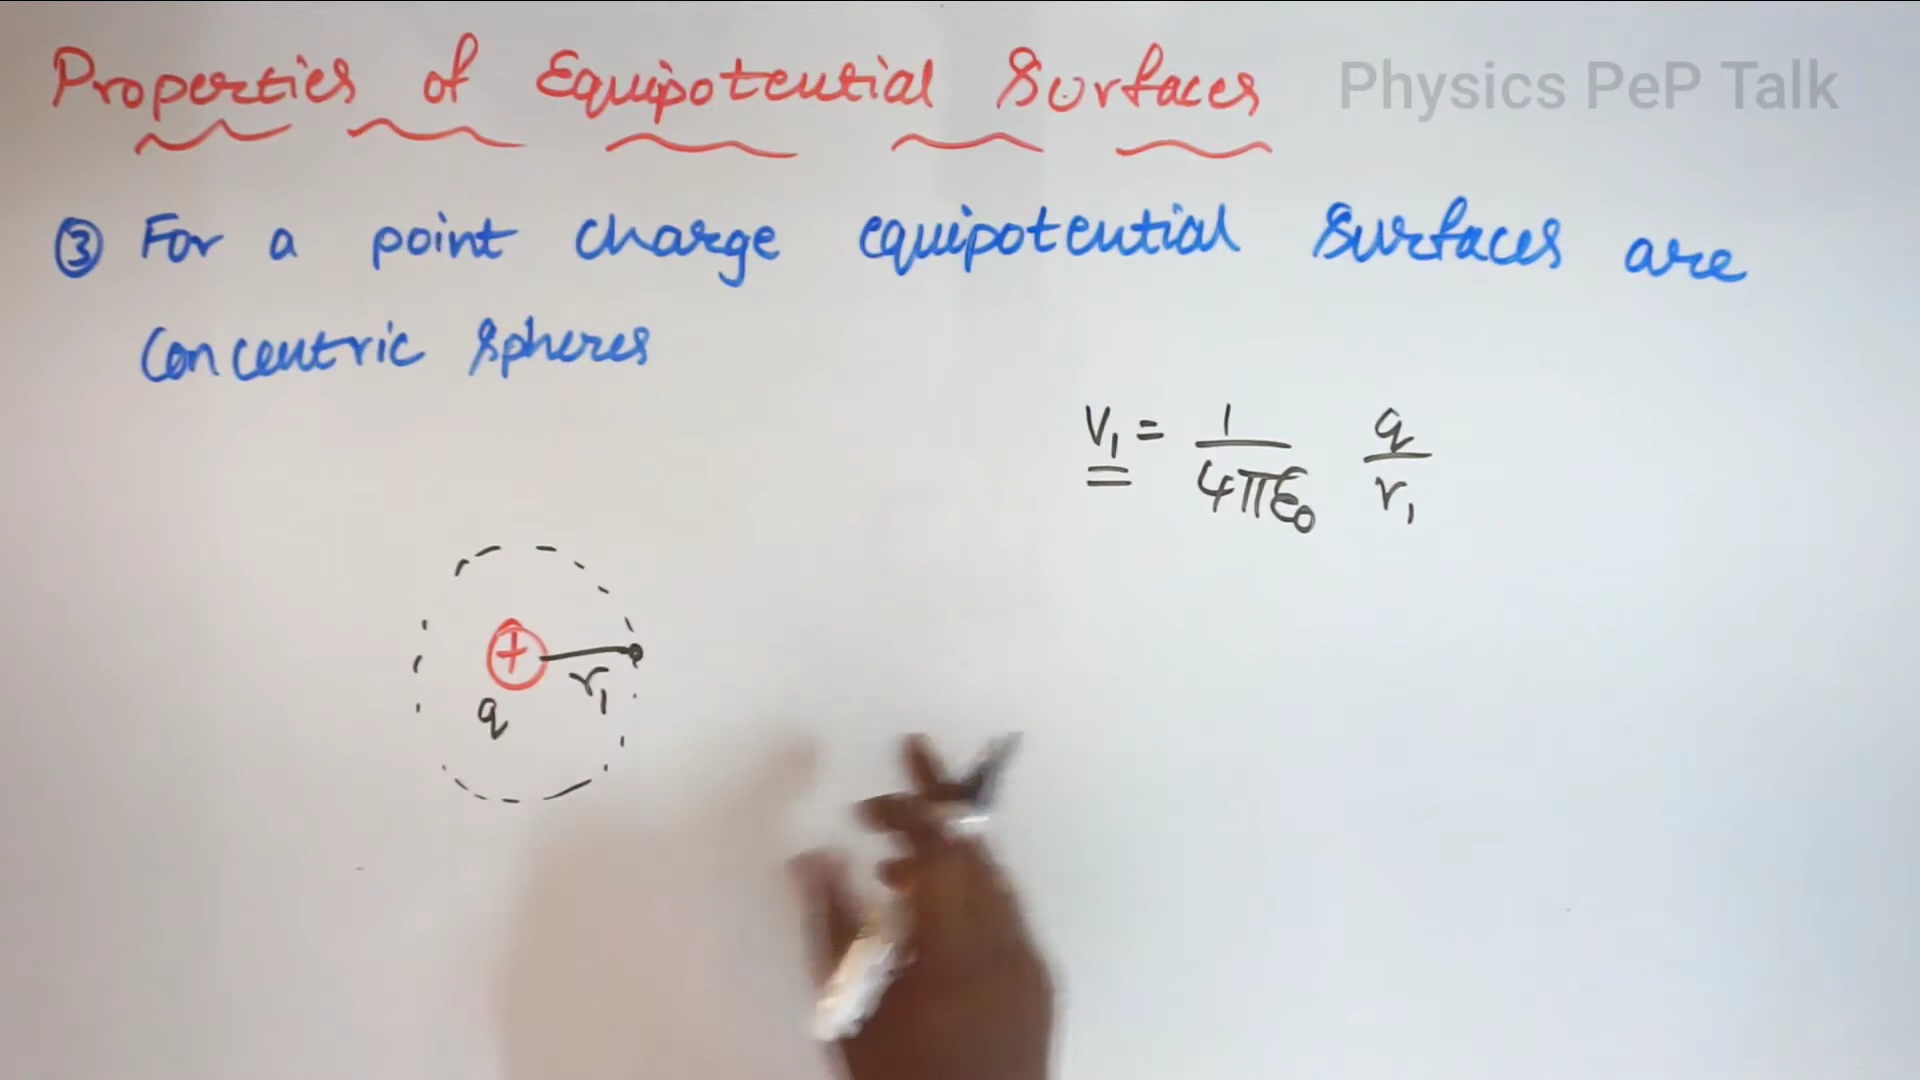 Properties of Equipotential Surfaces
Physics PeP Talk
③ For a point charge equipotential surfaces are
concentric spheres
V₁ = 1/4πε₀ q/r₁
+
r₁
q